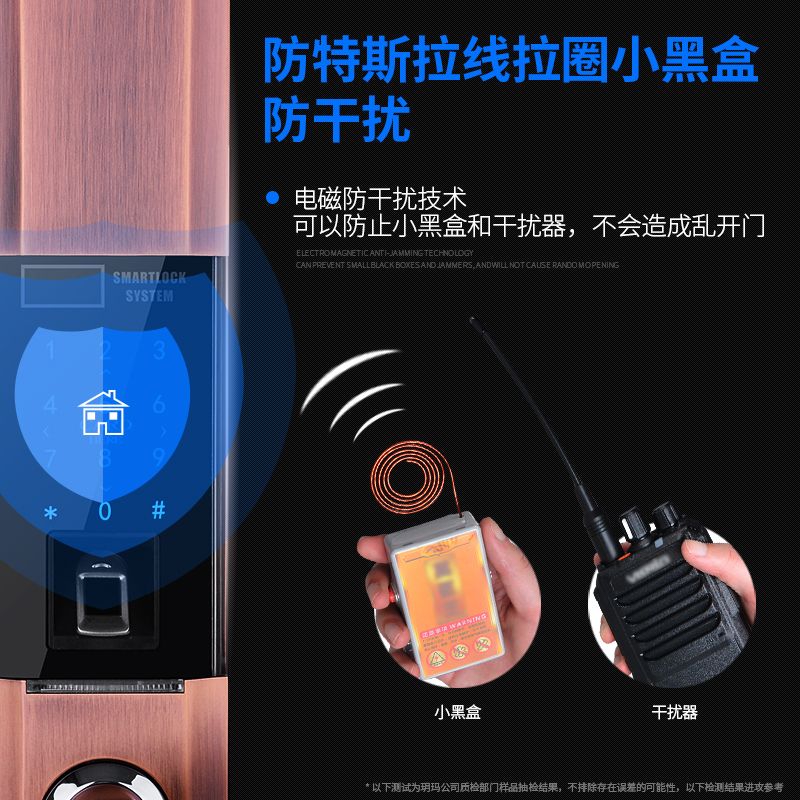 防特斯拉线拉圈小黑盒
防干扰
电磁防干扰技术
可以防止小黑盒和干扰器，不会造成乱开门
ELECTROMAGNETIC ANTI-JAMMING TECHNOLOGY
CAN PREVENT SMALL BLACK BOXES AND JAMMERS, AND WILL NOT CAUSE RANDOM OPENING
SMARTLOCK
SYSTEM
1 2 3
4 6
7 8 9
* 0 #
WARNING
小黑盒
干扰器
* 以下测试为玥玛公司质检部门样品抽检结果，不排除存在误差的可能性，以下检测结果进攻参考